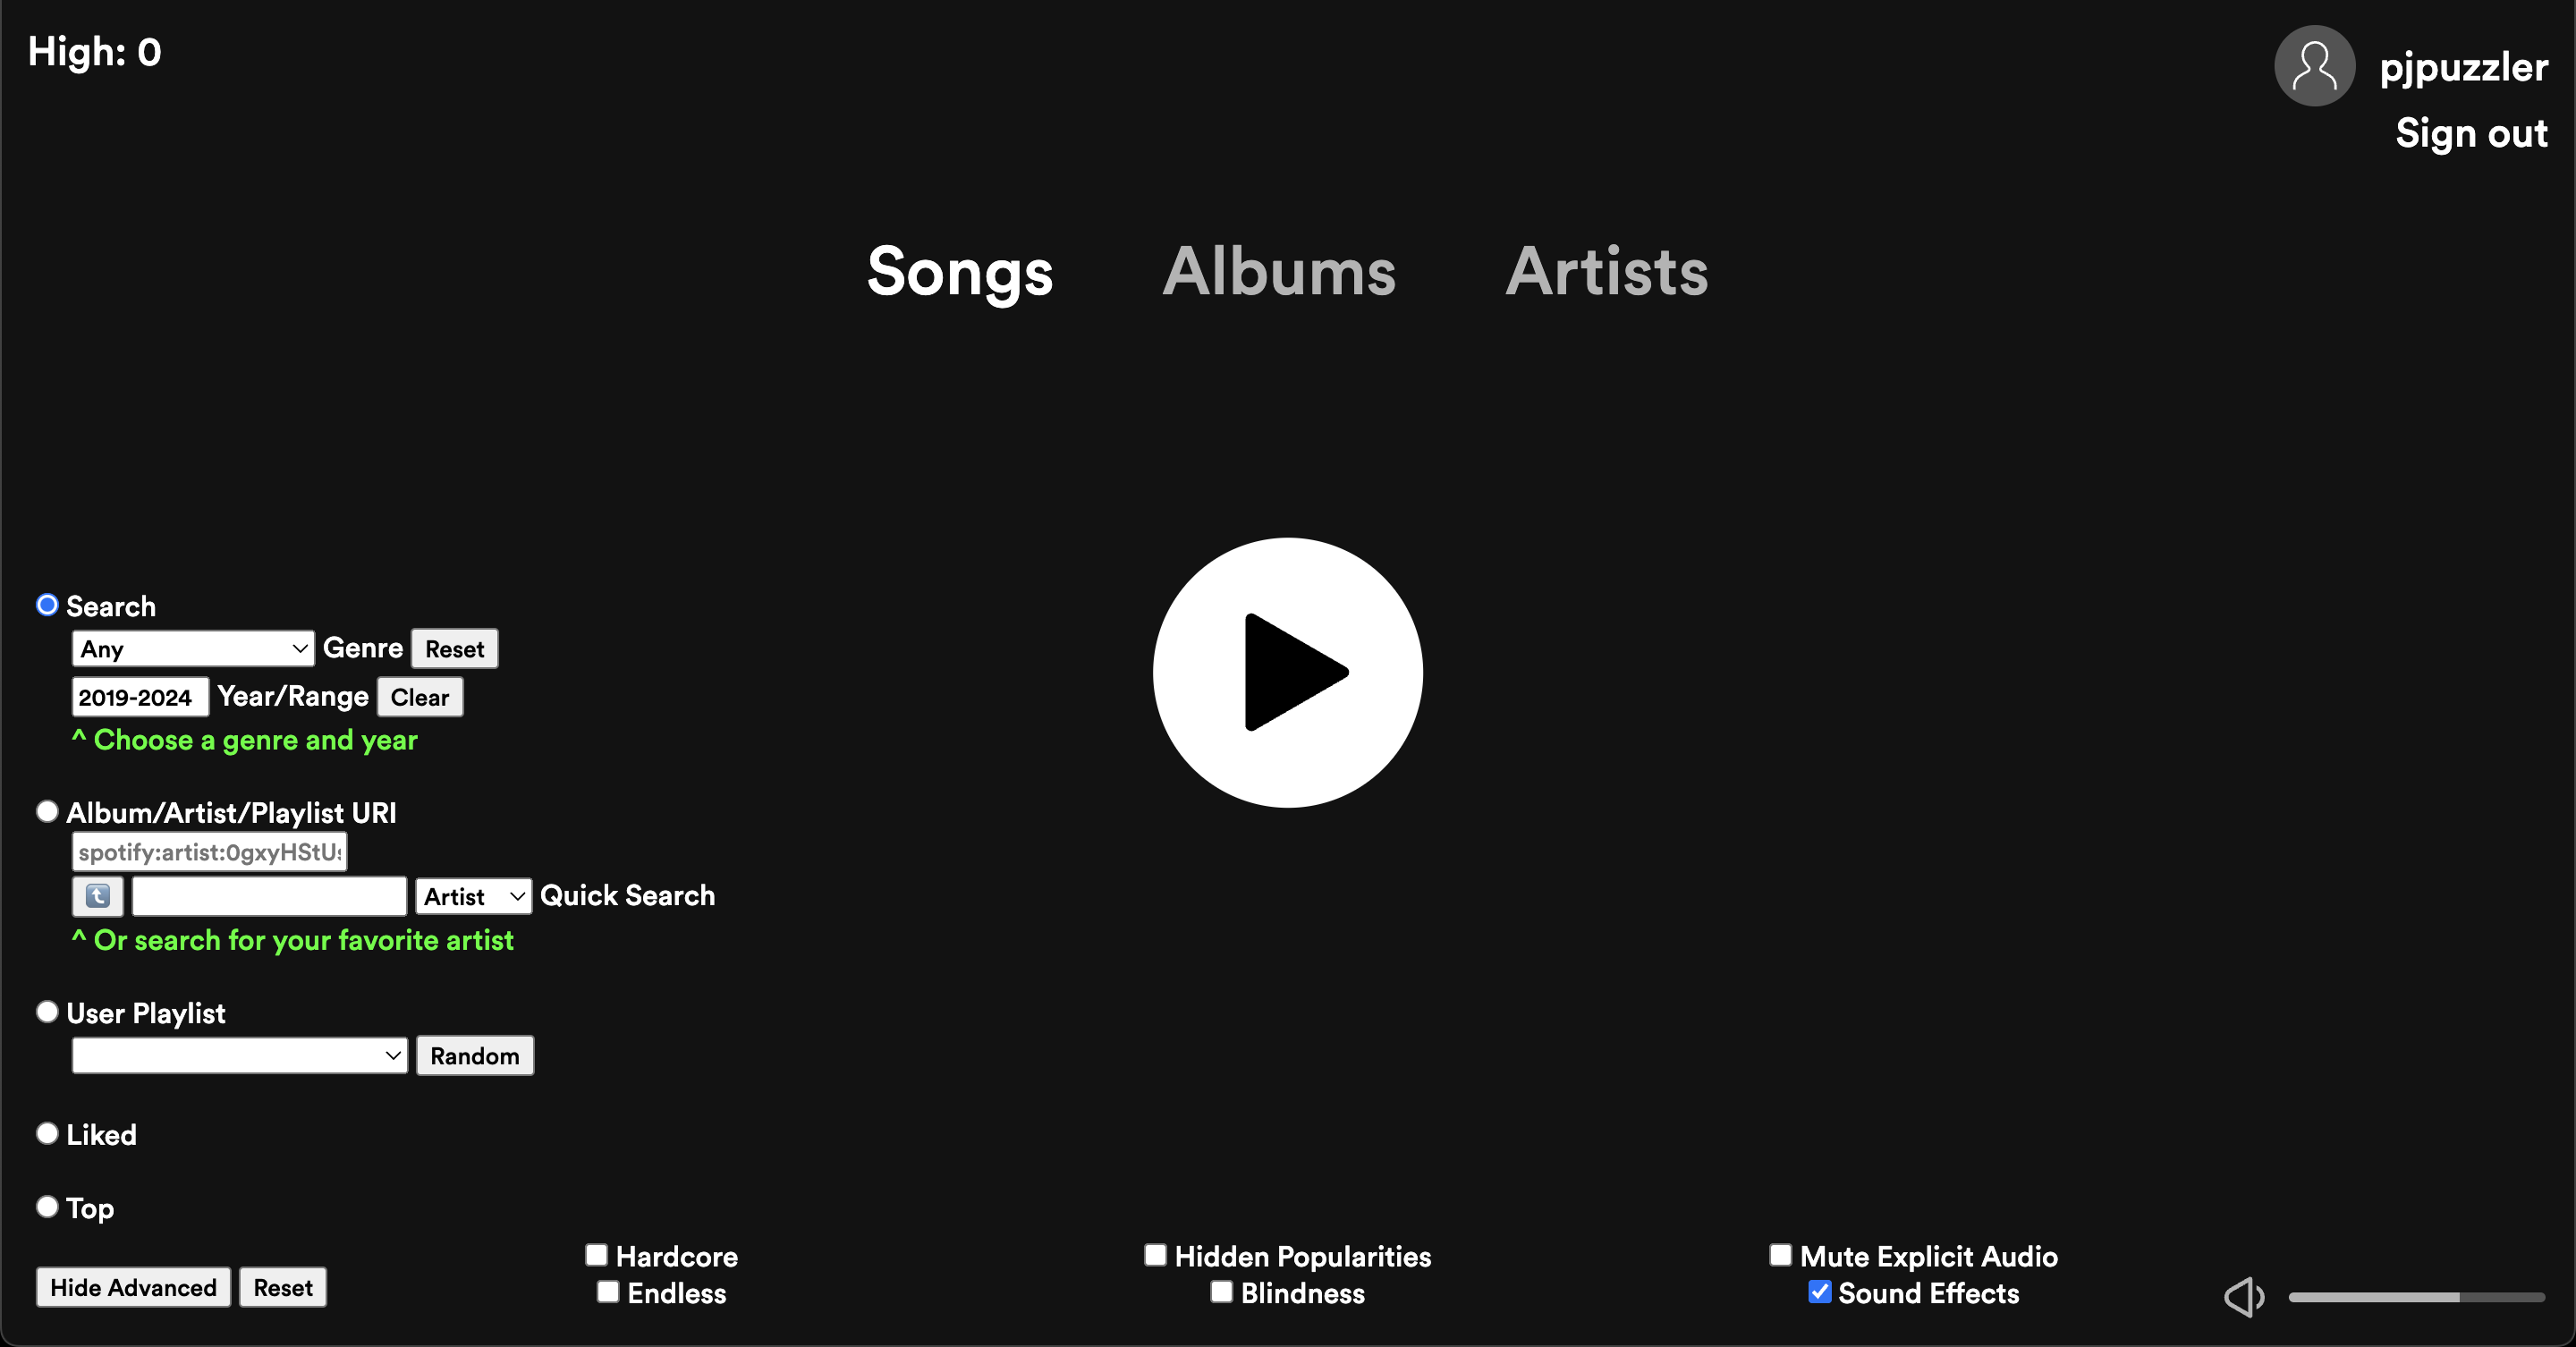 High: 0
pjpuzzler
Sign out
Songs Albums Artists
Search
Any Genre Reset
2019-2024 Year/Range Clear
^ Choose a genre and year
Album/Artist/Playlist URI
spotify:artist:0gxyHStU
Artist Quick Search
^ Or search for your favorite artist
User Playlist
Random
Liked
Top
Hide Advanced Reset
Hardcore
Endless
Hidden Popularities
Blindness
Mute Explicit Audio
Sound Effects